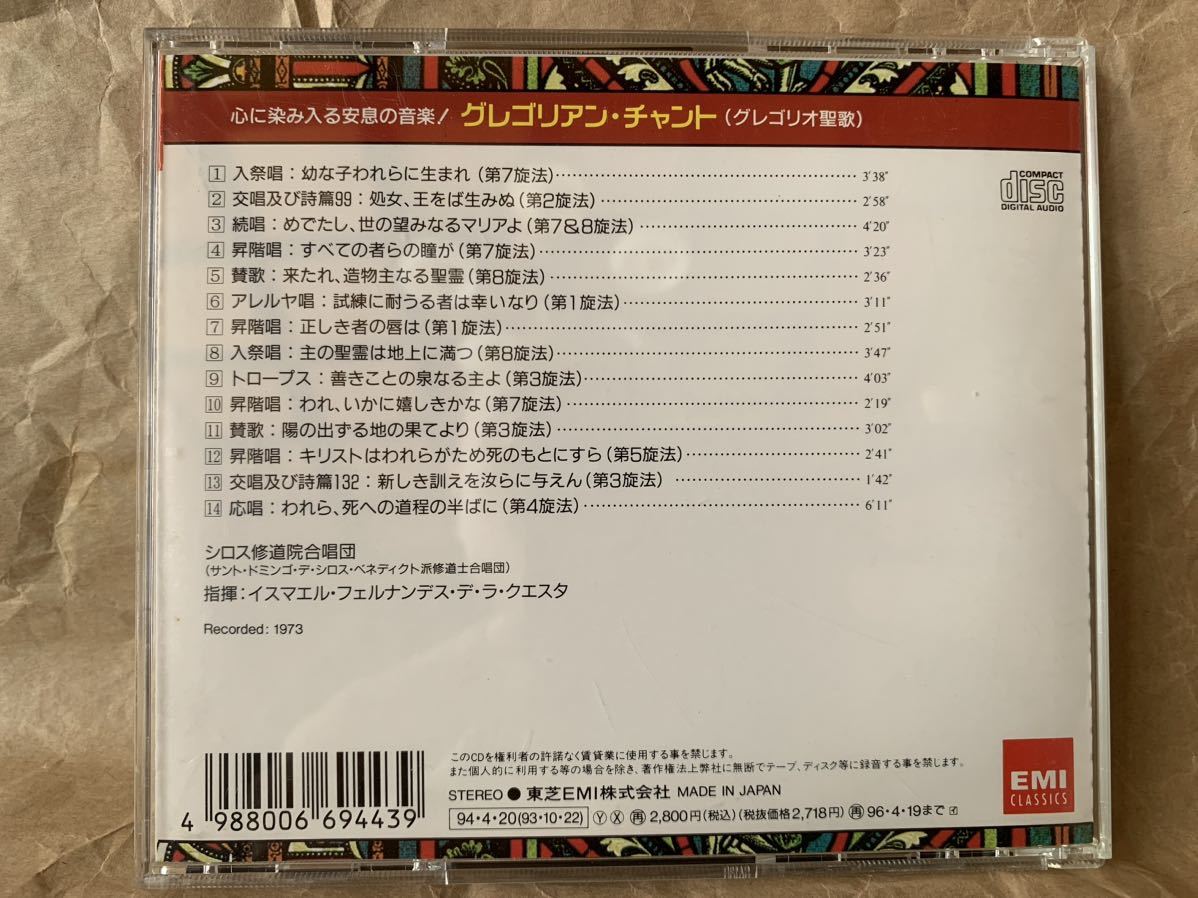 心に染み入る安息の音楽! グレゴリアン・チャント(グレゴリオ聖歌)
1 入祭唱:幼な子われらに生まれ(第7旋法) 3'38"
2 交唱及び詩篇99:処女、王をば生みぬ(第2旋法) 2'58"
3 続唱:めでたし、世の望みなるマリアよ(第7&8旋法) 4'20"
4 昇階唱:すべての者らの瞳が(第7旋法) 3'23"
5 賛歌:来たれ、造物主なる聖霊(第8旋法) 2'36"
6 アレルヤ唱:試練に耐うる者は幸いなり(第1旋法) 3'11"
7 昇階唱:正しき者の唇は(第1旋法) 2'51"
8 入祭唱:主の聖霊は地上に満つ(第8旋法) 3'47"
9 トロープス:善きことの泉なる主よ(第3旋法) 4'03"
10 昇階唱:われ、いかに嬉しきかな(第7旋法) 2'19"
11 賛歌:陽の出ずる地の果てより(第3旋法) 3'02"
12 昇階唱:キリストはわれらがため死のもとにすら(第5旋法) 2'41"
13 交唱及び詩篇132:新しき訓えを汝らに与えん(第3旋法) 1'42"
14 応唱:われら、死への道程の半ばに(第4旋法) 6'11"
COMPACT
disc
DIGITAL AUDIO
シロス修道院合唱団
(サント・ドミンゴ・デ・シロス・ベネディクト派修道士合唱団)
指揮:イスマエル・フェルナンデス・デ・ラ・クエスタ
Recorded: 1973
4 988006 694439
このCDを権利者の許諾なく賃貸業に使用する事を禁じます。
また個人的に利用する等の場合を除き、著作権法上弊社に無断でテープ、ディスク等に録音する事を禁じます。
STEREO ● 東芝EMI株式会社 MADE IN JAPAN
94・4・20(93・10・22) Ⓨ Ⓧ ㊢ 2,800円(税込)(税抜価格2,718円) 再 96・4・19まで
EMI
CLASSICS